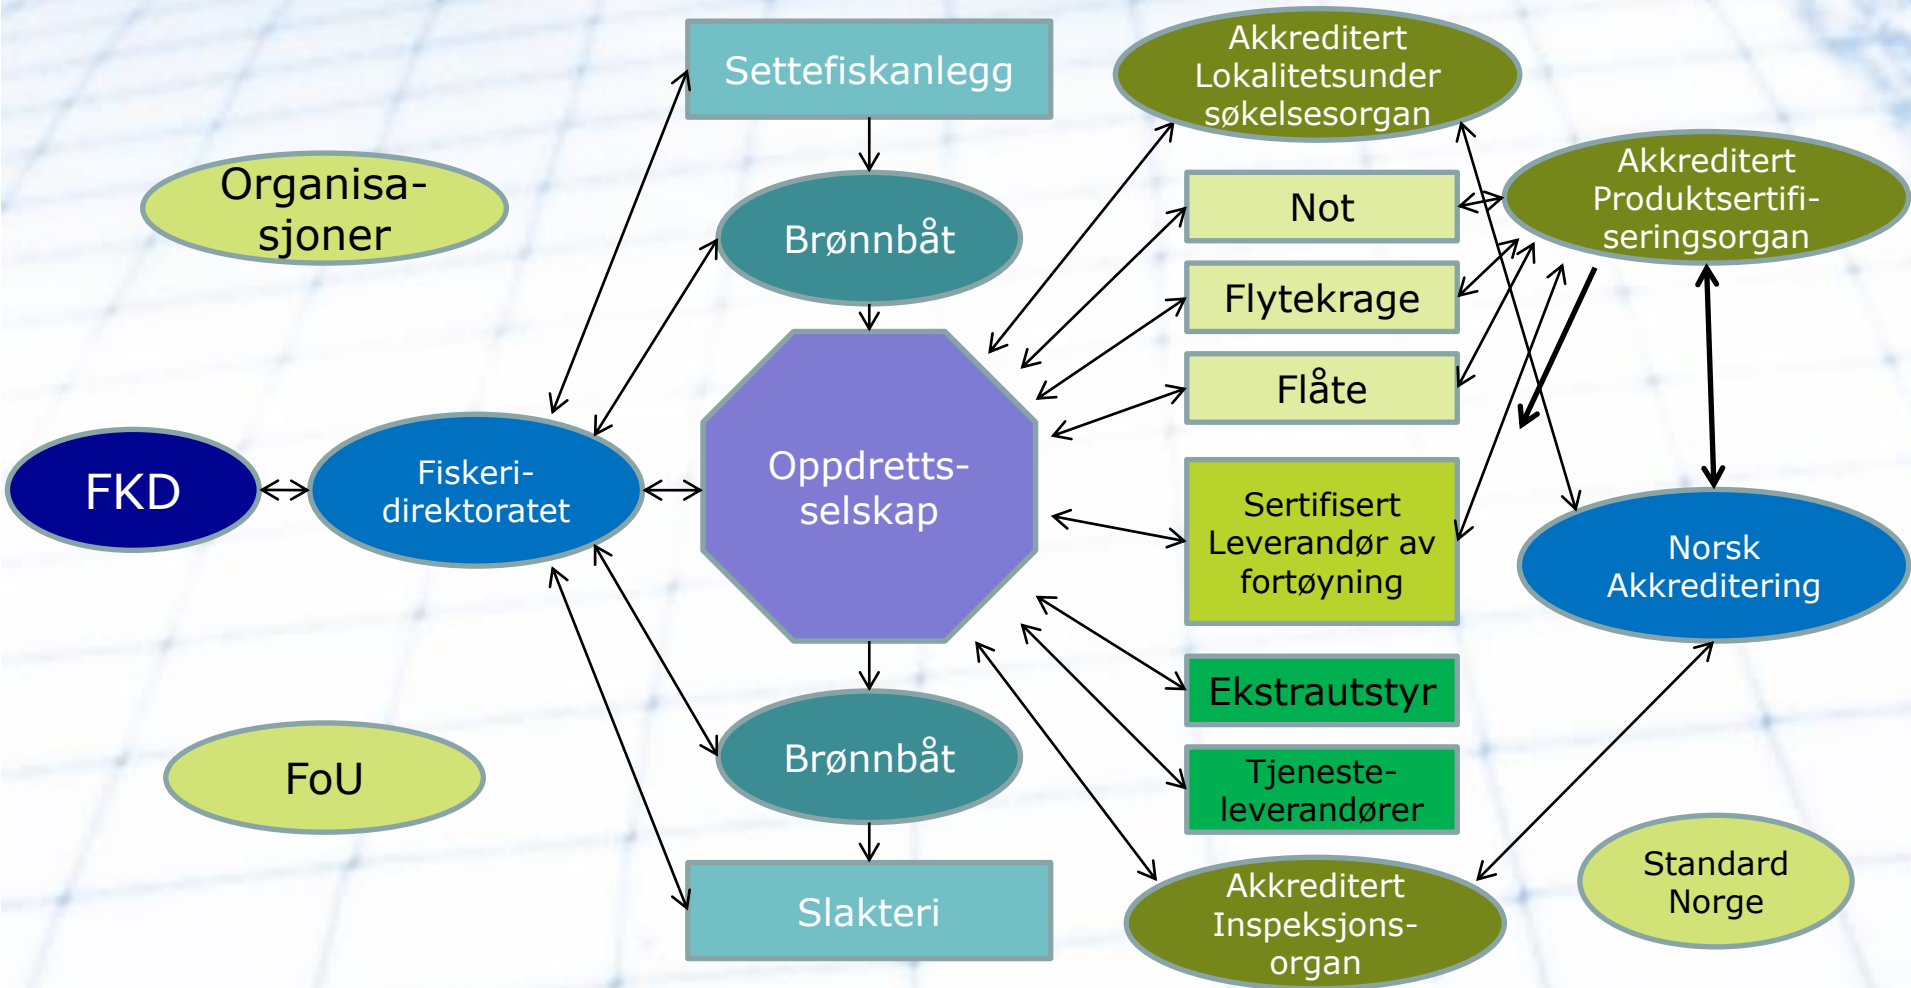 Settefiskanlegg
Akkreditert
Lokalitetsunder
søkelsesorgan
Organisa-
sjoner
Brønnbåt
Not
Akkreditert
Produktsertifi-
seringsorgan
Flytekrage
Flåte
FKD
Fiskeri-
direktoratet
Oppdretts-
selskap
Sertifisert
Leverandør av
fortøyning
Norsk
Akkreditering
Ekstrautstyr
FoU
Brønnbåt
Tjeneste-
leverandører
Slakteri
Akkreditert
Inspeksjons-
organ
Standard
Norge